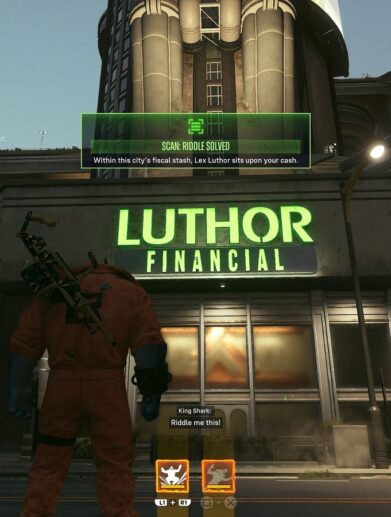 SCAN: RIDDLE SOLVED
Within this city's fiscal stash, Lex Luthor sits upon your cash.
LUTHOR
FINANCIAL
King Shark:
Riddle me this!
L1 + R1
+